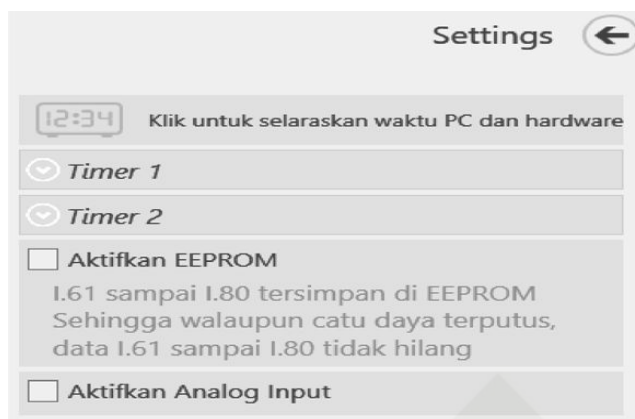 Settings
12:34 Klik untuk selaraskan waktu PC dan hardware
Timer 1
Timer 2
Aktifkan EEPROM
I.61 sampai I.80 tersimpan di EEPROM
Sehingga walaupun catu daya terputus,
data I.61 sampai I.80 tidak hilang
Aktifkan Analog Input